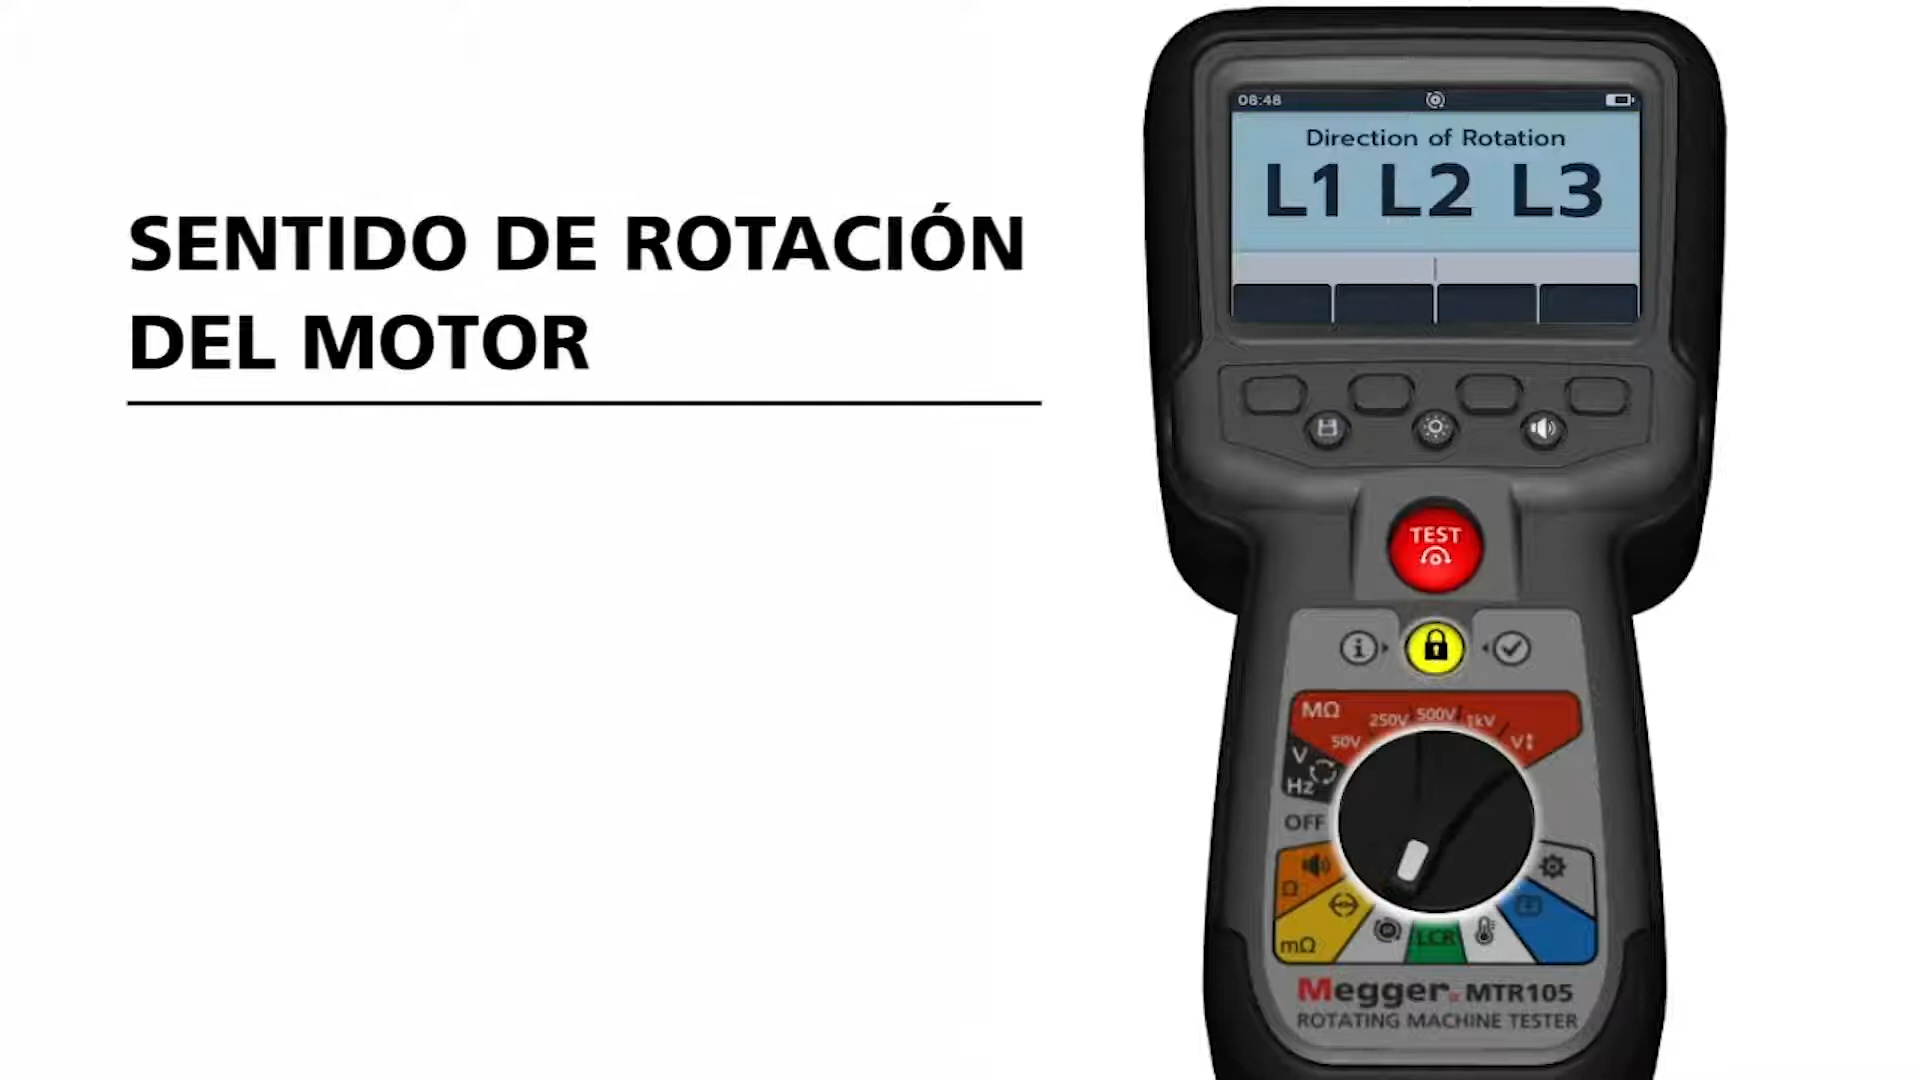 SENTIDO DE ROTACIÓN
DEL MOTOR
08:48
Direction of Rotation
L1 L2 L3
TEST
MΩ
50V 250V 500V 1kV V
V
Hz
OFF
Ω
mΩ
LCR
Megger MTR105
ROTATING MACHINE TESTER